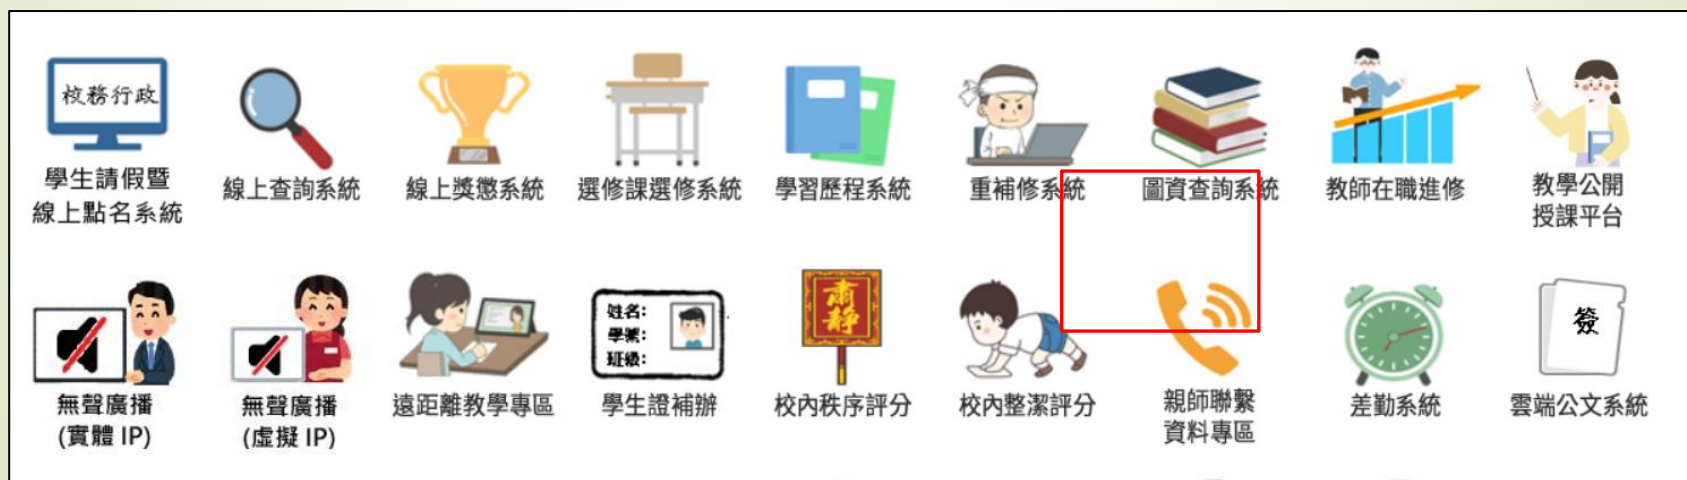 校務行政
學生請假暨
線上點名系統
線上查詢系統
線上獎懲系統
選修課選修系統
學習歷程系統
重補修系統
圖資查詢系統
教師在職進修
教學公開
授課平台
無聲廣播
(實體 IP)
無聲廣播
(虛擬 IP)
遠距離教學專區
姓名:
學業:
班級:
學生證補辦
肅靜
校內秩序評分
校內整潔評分
親師聯繫
資料專區
差勤系統
簽
雲端公文系統